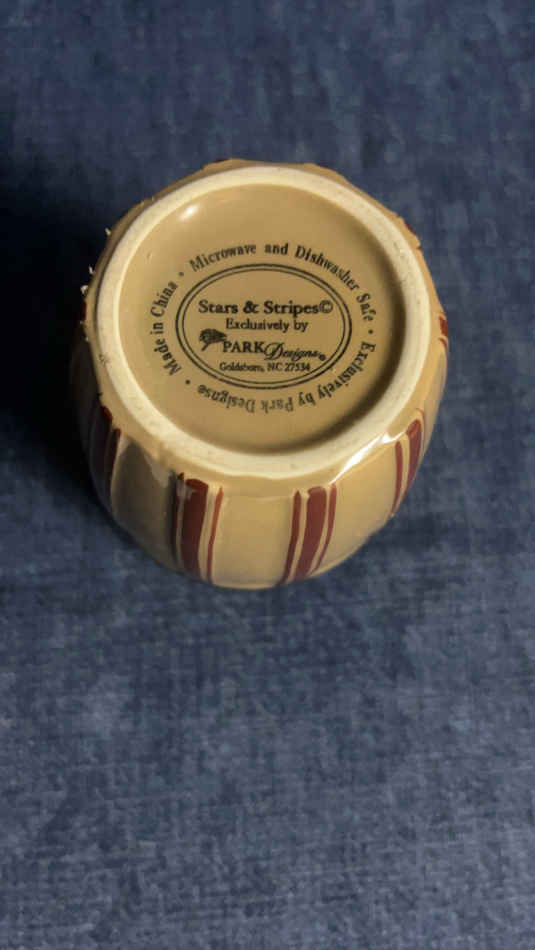 Made in China • Microwave and Dishwasher Safe • Exclusively by Park Designs® •
Stars & Stripes©
Exclusively by
PARK Designs®
Goldsboro, NC 27534